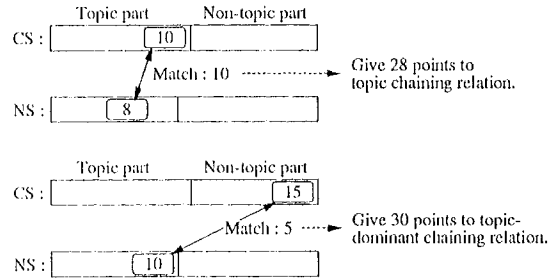 Topic part Non-topic part
CS : 10
Match : 10 Give 28 points to
topic chaining relation.
NS : 8
Topic part Non-topic part
CS : 15
Match : 5 Give 30 points to topic-
dominant chaining relation.
NS : 10